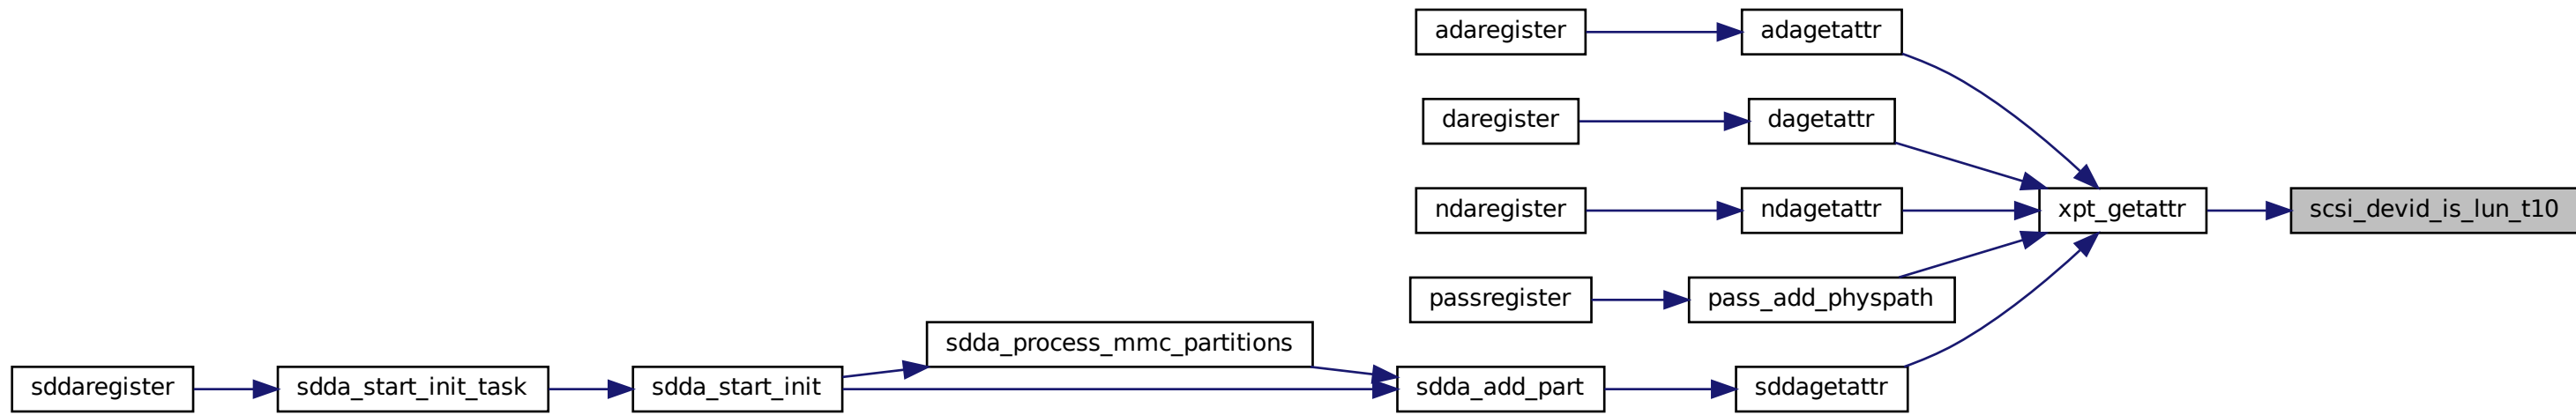 adaregister
adagetattr
daregister
dagetattr
ndaregister
ndagetattr
xpt_getattr
scsi_devid_is_lun_t10
passregister
pass_add_physpath
sdda_process_mmc_partitions
sddaregister
sdda_start_init_task
sdda_start_init
sdda_add_part
sddagetattr